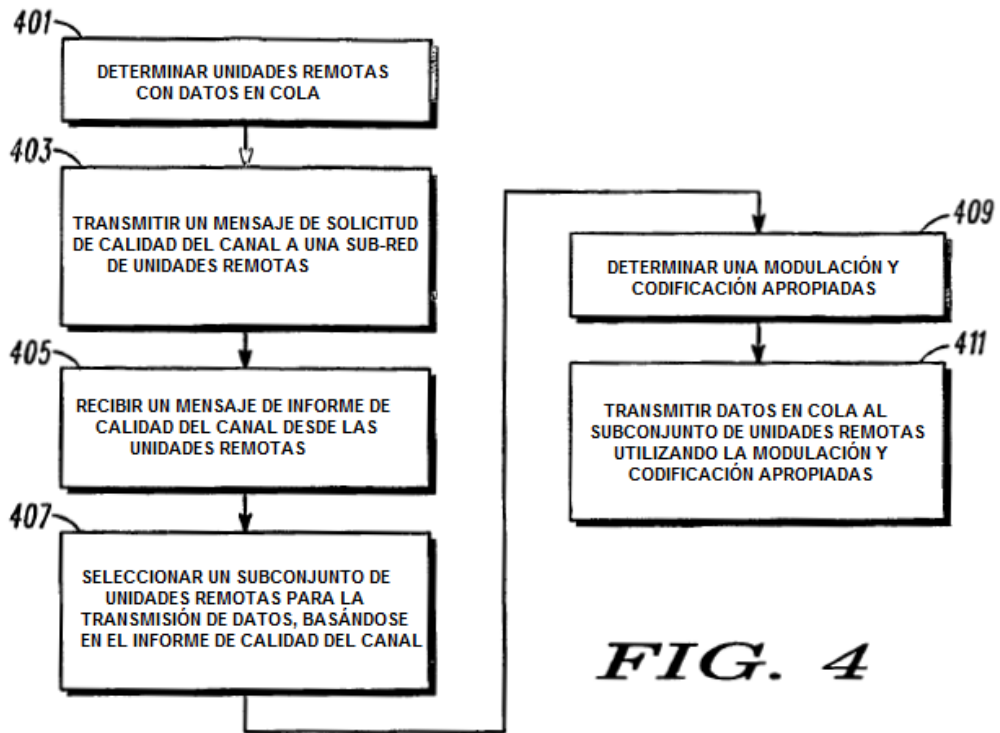 401
DETERMINAR UNIDADES REMOTAS
CON DATOS EN COLA
403
TRANSMITIR UN MENSAJE DE SOLICITUD
DE CALIDAD DEL CANAL A UNA SUB-RED
DE UNIDADES REMOTAS
405
RECIBIR UN MENSAJE DE INFORME DE
CALIDAD DEL CANAL DESDE LAS
UNIDADES REMOTAS
407
SELECCIONAR UN SUBCONJUNTO DE
UNIDADES REMOTAS PARA LA
TRANSMISIÓN DE DATOS, BASÁNDOSE
EN EL INFORME DE CALIDAD DEL CANAL
409
DETERMINAR UNA MODULACIÓN Y
CODIFICACIÓN APROPIADAS
411
TRANSMITIR DATOS EN COLA AL
SUBCONJUNTO DE UNIDADES REMOTAS
UTILIZANDO LA MODULACIÓN Y
CODIFICACIÓN APROPIADAS
FIG. 4